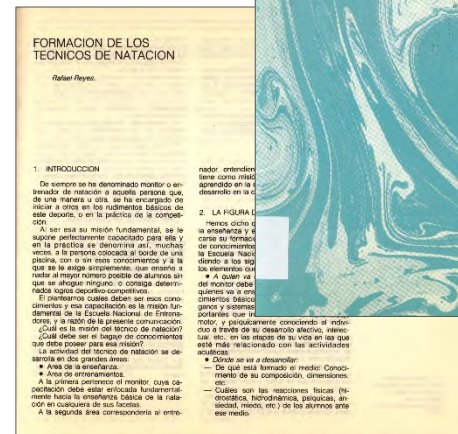 FORMACION DE LOS
TECNICOS DE NATACION
Rafael Reyes.
1. INTRODUCCION
De siempre se ha denominado monitor o en-
trenador de natación a aquella persona que,
de una manera u otra, se ha encargado de
iniciar a otros en los rudimentos básicos de
este deporte, o en la práctica de la competi-
ción.
Al ser esa su misión fundamental, se le
supone perfectamente capacitado para ella y
en la práctica se denomina así, muchas
veces, a la persona colocada al borde de una
piscina, con o sin esos conocimientos y a la
que se le exige simplemente, que enseñe a
nadar al mayor número posible de alumnos sin
que se ahogue ninguno, o consiga determi-
nados logros deportivo-competitivos.
El plantearnos cuales deben ser esos cono-
cimientos y esa capacitación es la misión fun-
damental de la Escuela Nacional de Entrena-
dores, y la razón de la presente comunicación.
¿Cuál es la misión del técnico de natación?
¿Cuál debe ser el bagaje de conocimientos
que debe poseer para esa misión?
La actividad del técnico de natación se de-
sarrolla en dos grandes áreas:
● Area de la enseñanza.
● Area de entrenamientos.
A la primera pertenece el monitor, cuya ca-
pacitación debe estar enfocada fundamental-
mente hacia la enseñanza básica de la nata-
ción en cualquiera de sus facetas.
A la segunda área correspondería al entre-
nador, entendien
tiene como misió
aprendido en la
desarrollo en la c
2. LA FIGURA D
Hemos dicho q
la enseñanza y e
carse su formació
de conocimientos
la Escuela Nacio
diendo a los sig
los elementos que
● A quien va
del monitor debe
quienes va a ens
cimientos básico
ganos y sistemas
portantes que in
motor, y psíquicamente conociendo al indivi-
duo a través de su desarrollo afectivo, intelec-
tual, etc., en las etapas de su vida en las que
esté más relacionado con las actividades
acuáticas.
● Dónde se va a desarrollar:
— De qué está formado el medio: Conoci-
miento de su composición, dimensiones,
etc.
— Cuáles son las reacciones físicas (hi-
drostática, hidrodinámica, psíquicas, an-
siedad, miedo, etc.) de los alumnos ante
ese medio.